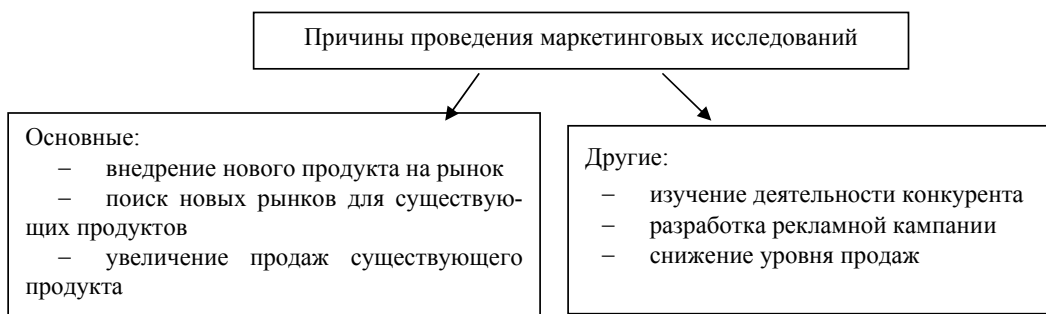 Причины проведения маркетинговых исследований
Основные:
− внедрение нового продукта на рынок
− поиск новых рынков для существую-
щих продуктов
− увеличение продаж существующего
продукта
Другие:
− изучение деятельности конкурента
− разработка рекламной кампании
− снижение уровня продаж